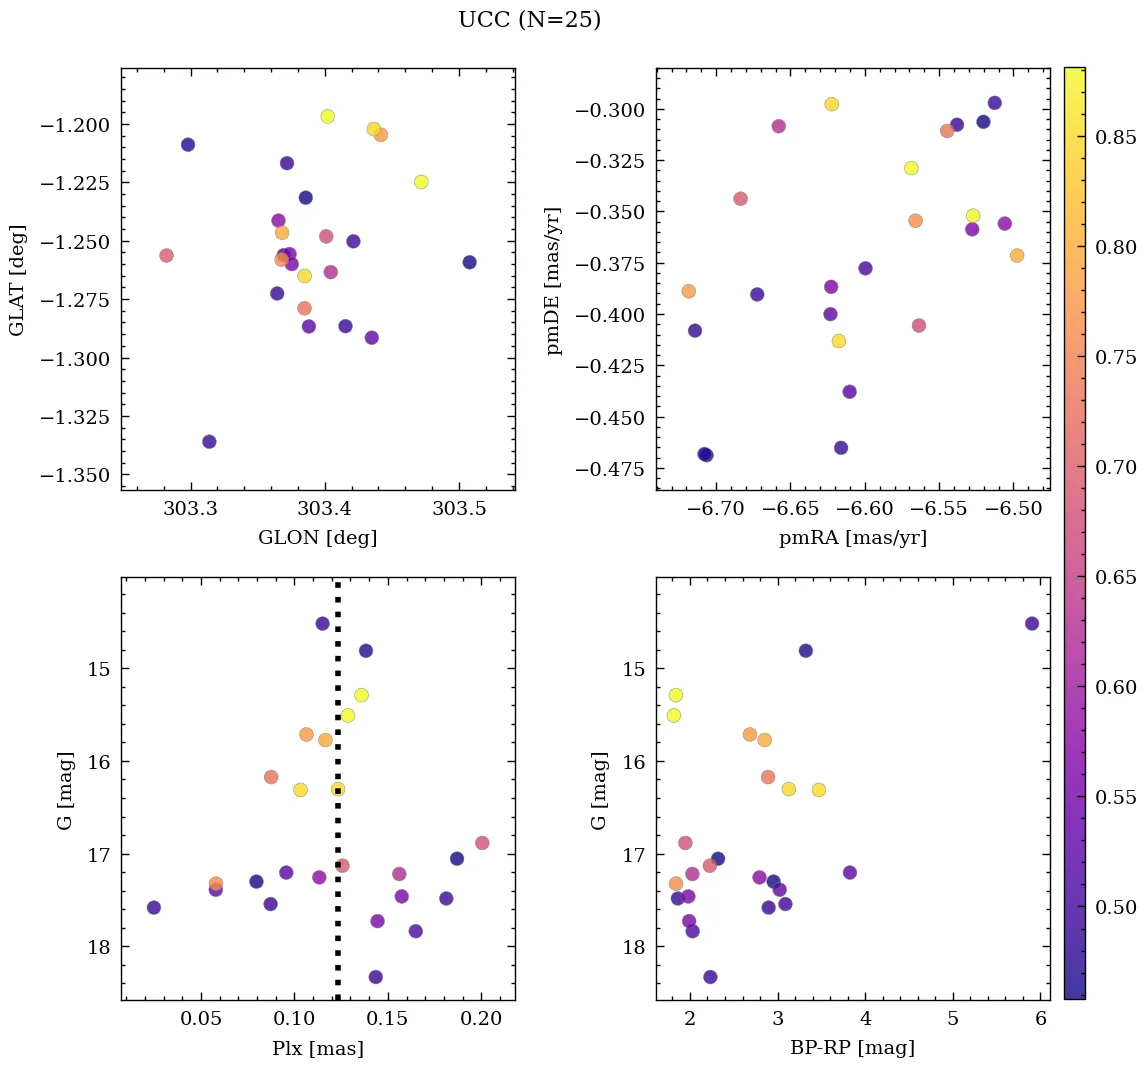 UCC (N=25)
−1.200
−1.225
−1.250
−1.275
−1.300
−1.325
−1.350
GLAT [deg]
303.3 303.4 303.5
GLON [deg]
−0.300
−0.325
−0.350
−0.375
−0.400
−0.425
−0.450
−0.475
pmDE [mas/yr]
−6.70 −6.65 −6.60 −6.55 −6.50
pmRA [mas/yr]
15
16
17
18
G [mag]
0.05 0.10 0.15 0.20
Plx [mas]
15
16
17
18
G [mag]
2 3 4 5 6
BP-RP [mag]
0.85
0.80
0.75
0.70
0.65
0.60
0.55
0.50